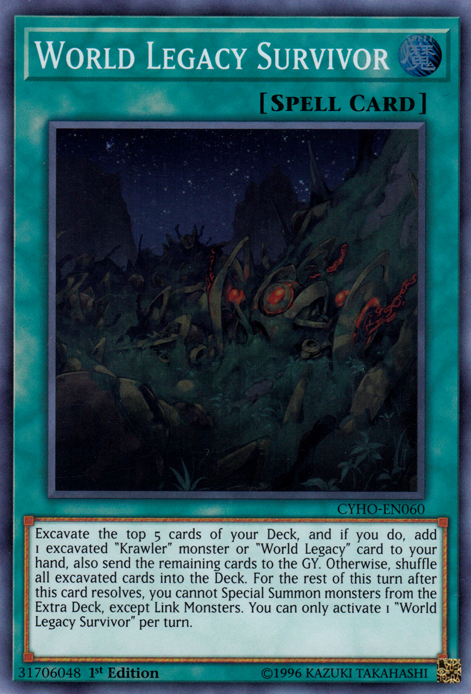 World Legacy Survivor
魔
[Spell Card]
CYHO-EN060
Excavate the top 5 cards of your Deck, and if you do, add
1 excavated "Krawler" monster or "World Legacy" card to your
hand, also send the remaining cards to the GY. Otherwise, shuffle
all excavated cards into the Deck. For the rest of this turn after
this card resolves, you cannot Special Summon monsters from the
Extra Deck, except Link Monsters. You can only activate 1 "World
Legacy Survivor" per turn.
31706048 1st Edition ©1996 KAZUKI TAKAHASHI